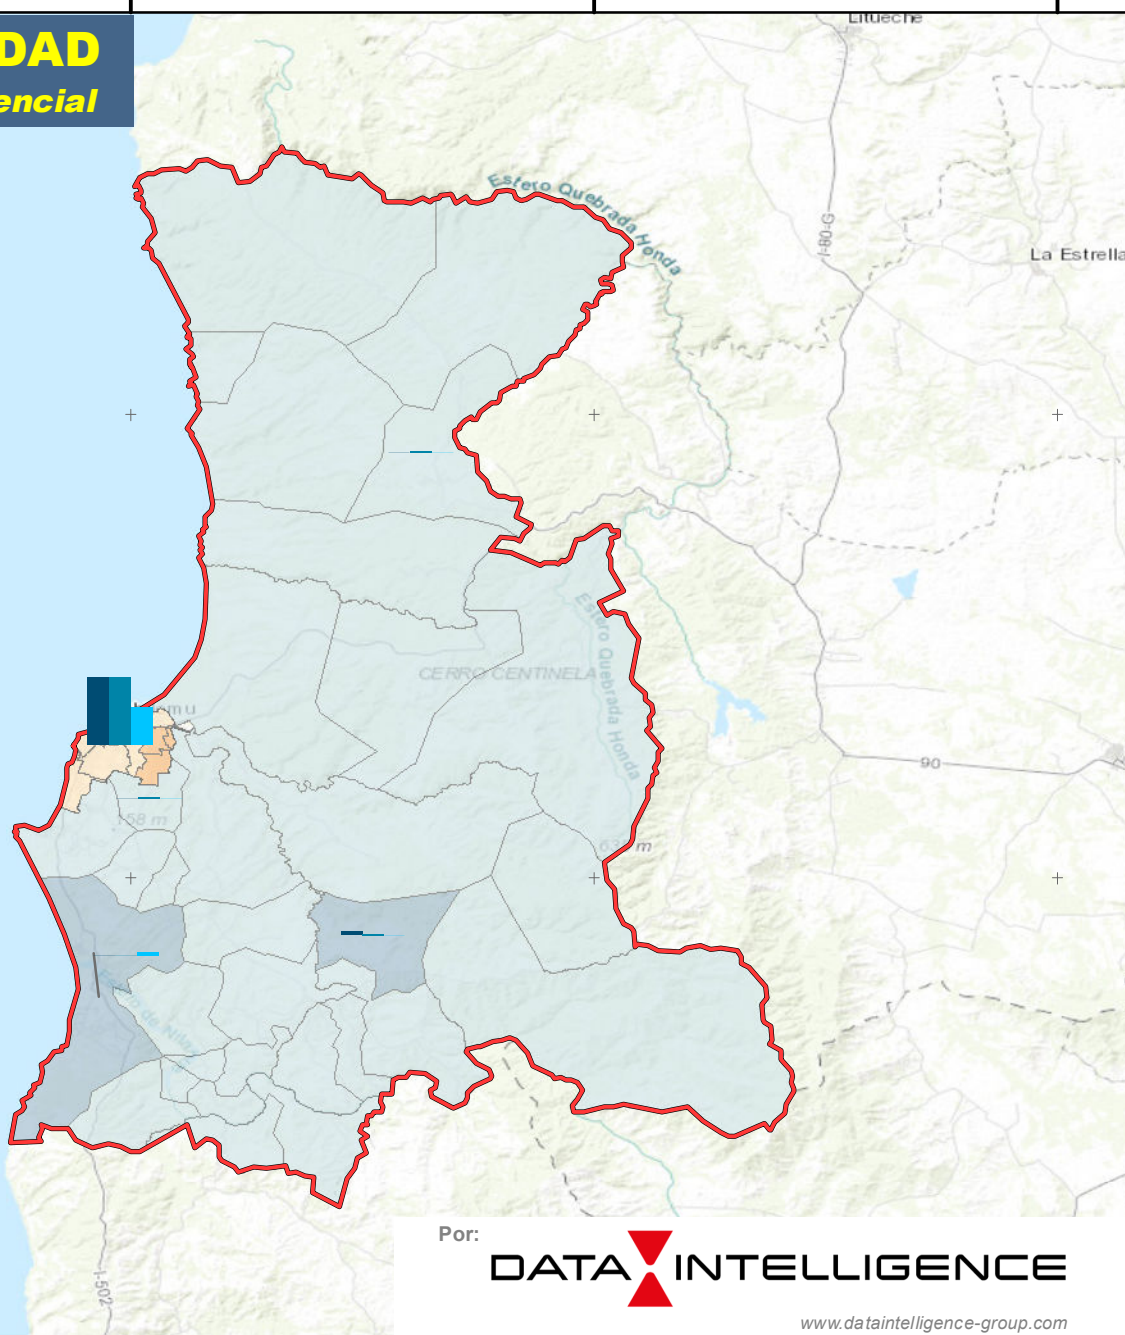 DAD
encial
Litueche
Estero Quebrada Honda
I-80-G
La Estrella
CERRO CENTINELA
Estero Quebrada Honda
90
158 m
m
I-502
Por:
DATA INTELLIGENCE
www.dataintelligence-group.com